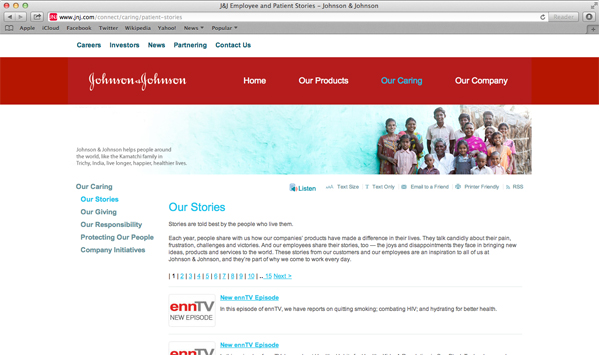 J&J Employee and Patient Stories – Johnson & Johnson
www.jnj.com/connect/caring/patient-stories
Reader
Apple iCloud Facebook Twitter Wikipedia Yahoo! News Popular
Careers Investors News Partnering Contact Us
Johnson & Johnson
Home Our Products Our Caring Our Company
Johnson & Johnson helps people around
the world, like the Kamatchi family in
Trichy, India, live longer, happier, healthier lives.
Our Caring
Our Stories
Our Giving
Our Responsibility
Protecting Our People
Company Initiatives
Listen Text Size Text Only Email to a Friend Printer Friendly RSS
Our Stories
Stories are told best by the people who live them.
Each year, people share with us how our companies' products have made a difference in their lives. They talk candidly about their pain,
frustration, challenges and victories. And our employees share their stories, too — the joys and disappointments they face in bringing new
ideas, products and services to the world. These stories from our customers and our employees are an inspiration to all of us at
Johnson & Johnson, and they're part of why we come to work every day.
| 1 | 2 | 3 | 4 | 5 | 6 | 7 | 8 | 9 | 10 | .. 15 Next >
ennTV
NEW EPISODE
New ennTV Episode
In this episode of ennTV, we have reports on quitting smoking; combating HIV; and hydrating for better health.
ennTV
New ennTV Episode